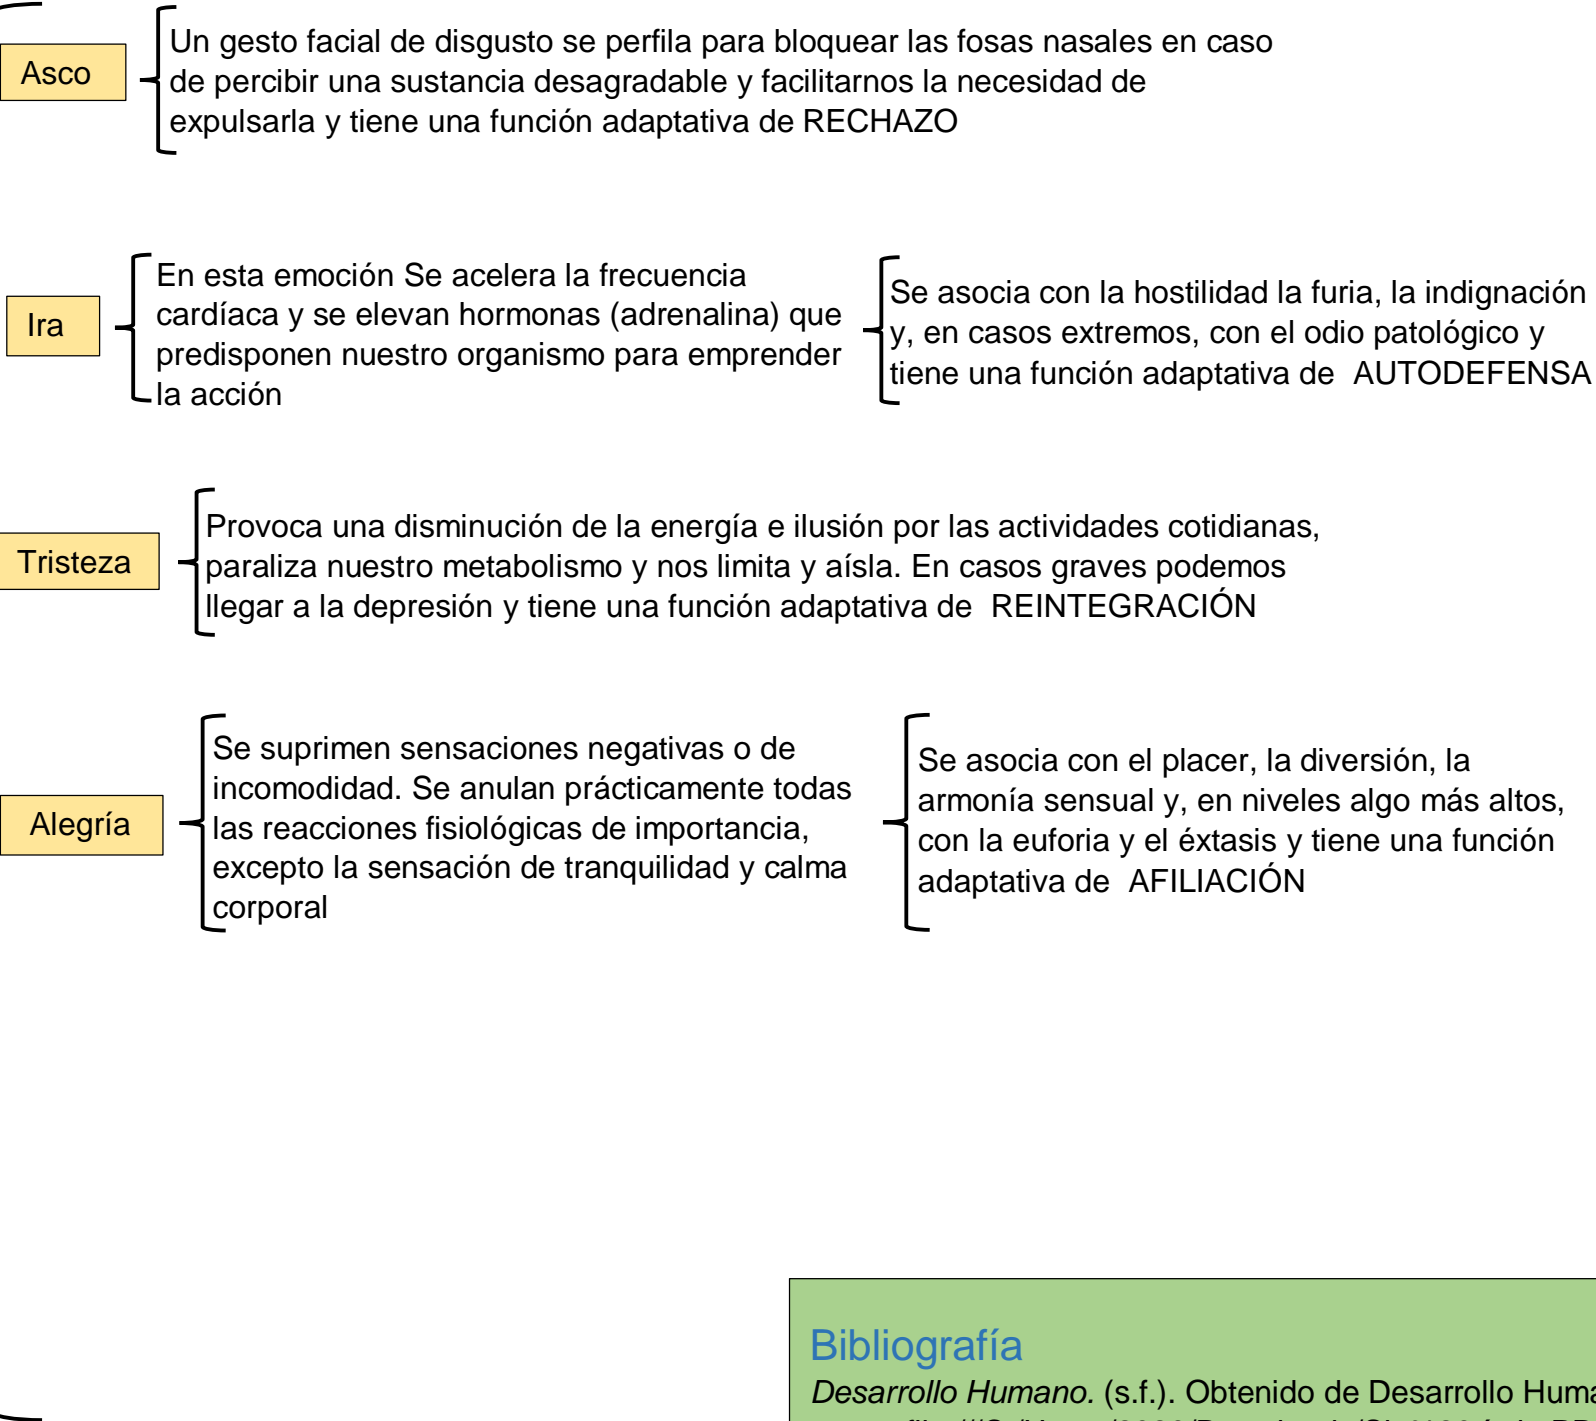 Asco
Un gesto facial de disgusto se perfila para bloquear las fosas nasales en caso
de percibir una sustancia desagradable y facilitarnos la necesidad de
expulsarla y tiene una función adaptativa de RECHAZO
Ira
En esta emoción Se acelera la frecuencia
cardíaca y se elevan hormonas (adrenalina) que
predisponen nuestro organismo para emprender
la acción
Se asocia con la hostilidad la furia, la indignación
y, en casos extremos, con el odio patológico y
tiene una función adaptativa de AUTODEFENSA
Tristeza
Provoca una disminución de la energía e ilusión por las actividades cotidianas,
paraliza nuestro metabolismo y nos limita y aísla. En casos graves podemos
llegar a la depresión y tiene una función adaptativa de REINTEGRACIÓN
Alegría
Se suprimen sensaciones negativas o de
incomodidad. Se anulan prácticamente todas
las reacciones fisiológicas de importancia,
excepto la sensación de tranquilidad y calma
corporal
Se asocia con el placer, la diversión, la
armonía sensual y, en niveles algo más altos,
con la euforia y el éxtasis y tiene una función
adaptativa de AFILIACIÓN
Bibliografía
Desarrollo Humano. (s.f.). Obtenido de Desarrollo Huma